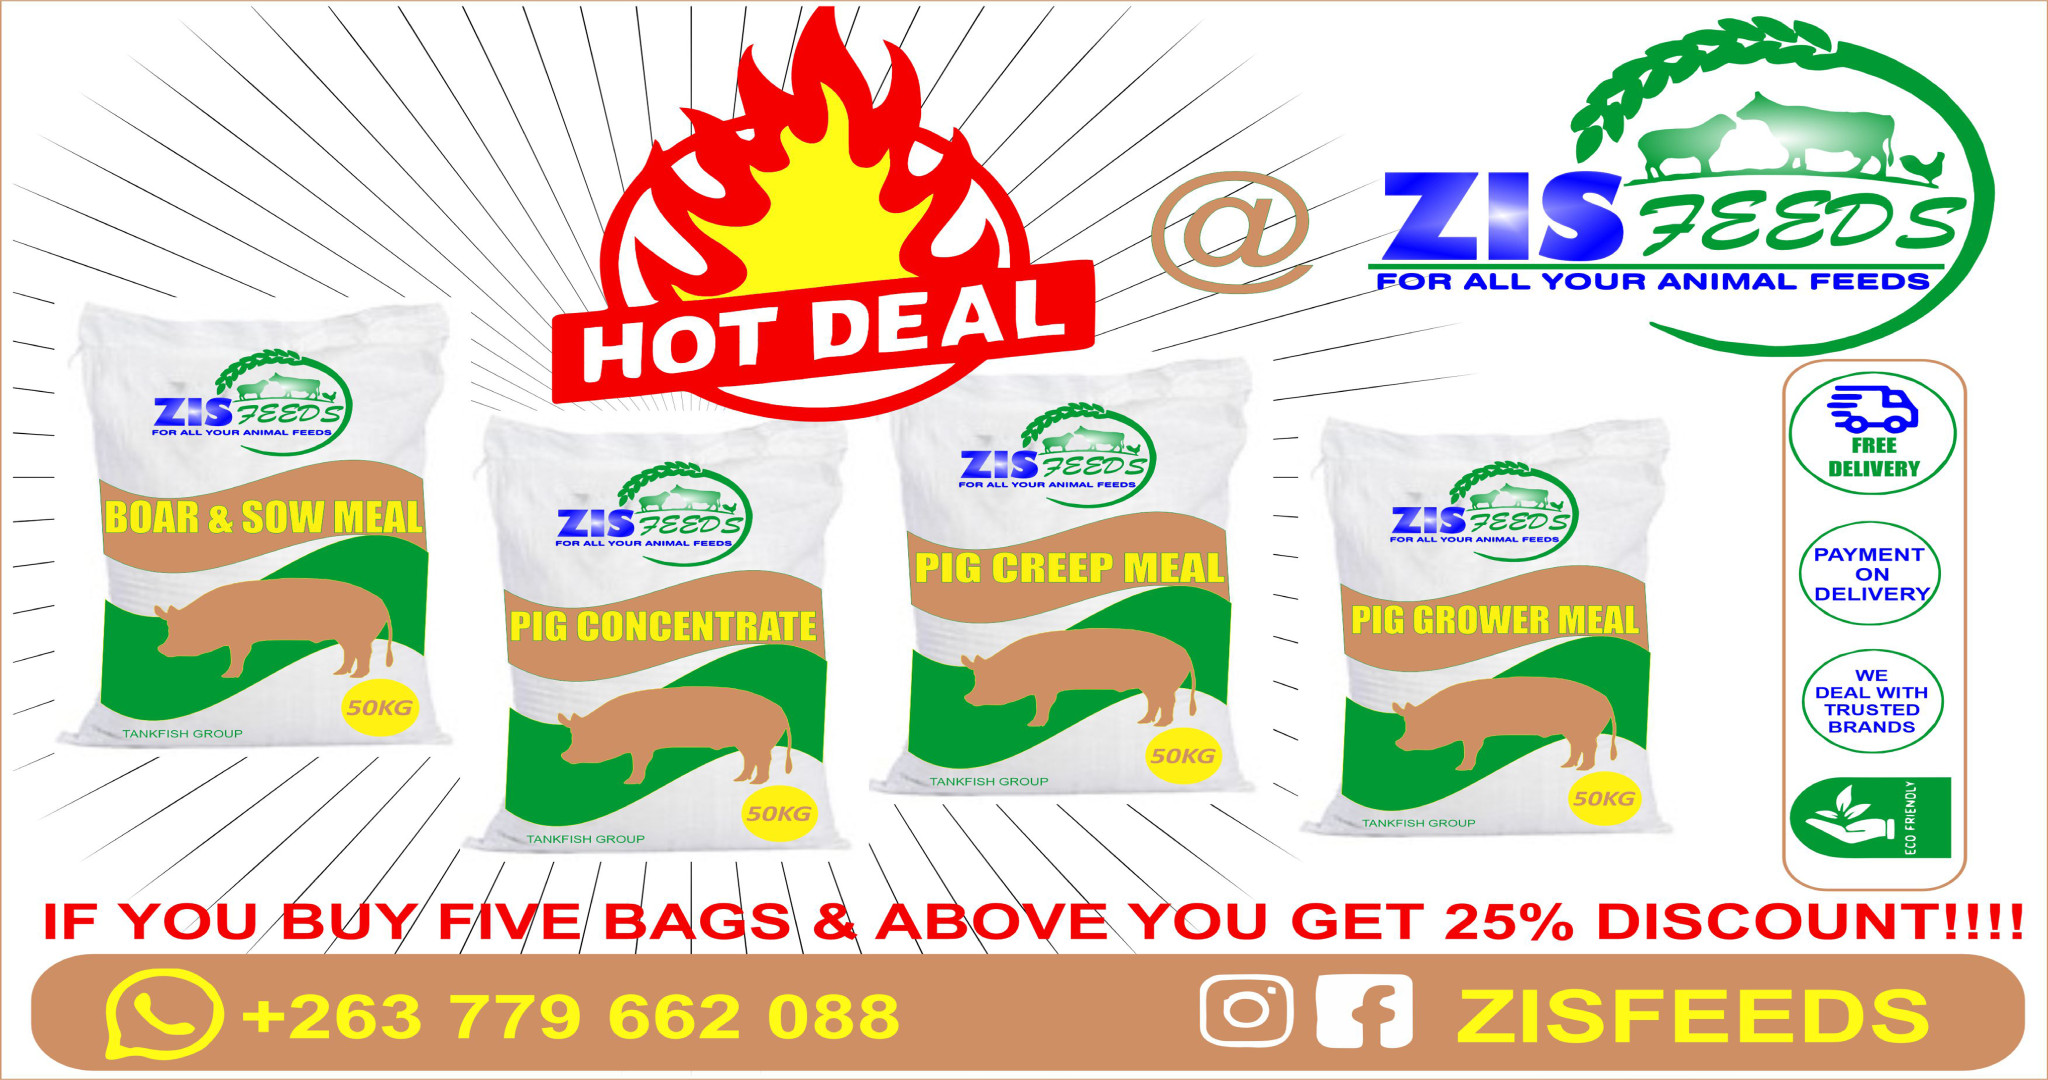 HOT DEAL
@
ZIS FEEDS
FOR ALL YOUR ANIMAL FEEDS
ZIS FEEDS
FOR ALL YOUR ANIMAL FEEDS
BOAR & SOW MEAL
50KG
TANKFISH GROUP
ZIS FEEDS
FOR ALL YOUR ANIMAL FEEDS
PIG CONCENTRATE
50KG
TANKFISH GROUP
ZIS FEEDS
FOR ALL YOUR ANIMAL FEEDS
PIG CREEP MEAL
50KG
TANKFISH GROUP
ZIS FEEDS
FOR ALL YOUR ANIMAL FEEDS
PIG GROWER MEAL
50KG
TANKFISH GROUP
FREE
DELIVERY
PAYMENT
ON
DELIVERY
WE
DEAL WITH
TRUSTED
BRANDS
ECO FRIENDLY
IF YOU BUY FIVE BAGS & ABOVE YOU GET 25% DISCOUNT!!!!
+263 779 662 088
ZISFEEDS